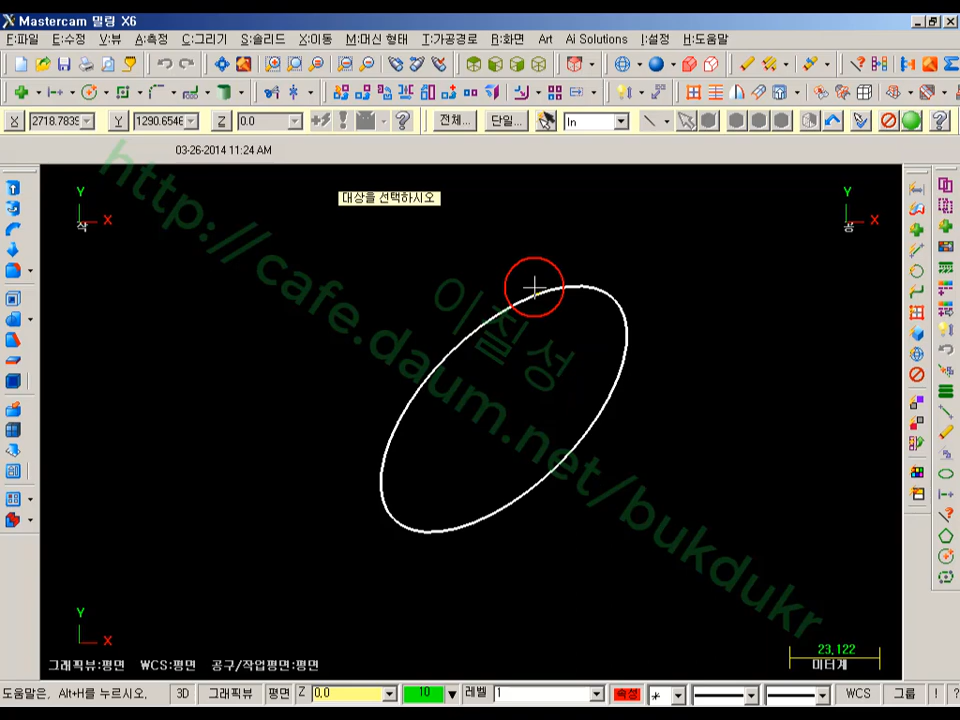 Mastercam 밀링 X6
F:파일 E:수정 V:뷰 A:측정 C:그리기 S:솔리드 X:이동 M:머신 형태 T:가공경로 R:화면 Art Ai Solutions I:설정 H:도움말
X 2718.783 Y 1290.6546 Z 0.0 전체... 단일... In
03-26-2014 11:24 AM
대상을 선택하시오
Y Y
X X
작 공
http://cafe.daum.net/bukdukr
이칠성
Y
X
23.122
미터계
그래픽뷰:평면 WCS:평면 공구/작업평면:평면
도움말은, Alt+H를 누르시오. 3D 그래픽뷰 평면 Z 0.0 10 레벨 1 속성 WCS 그룹 ! ?